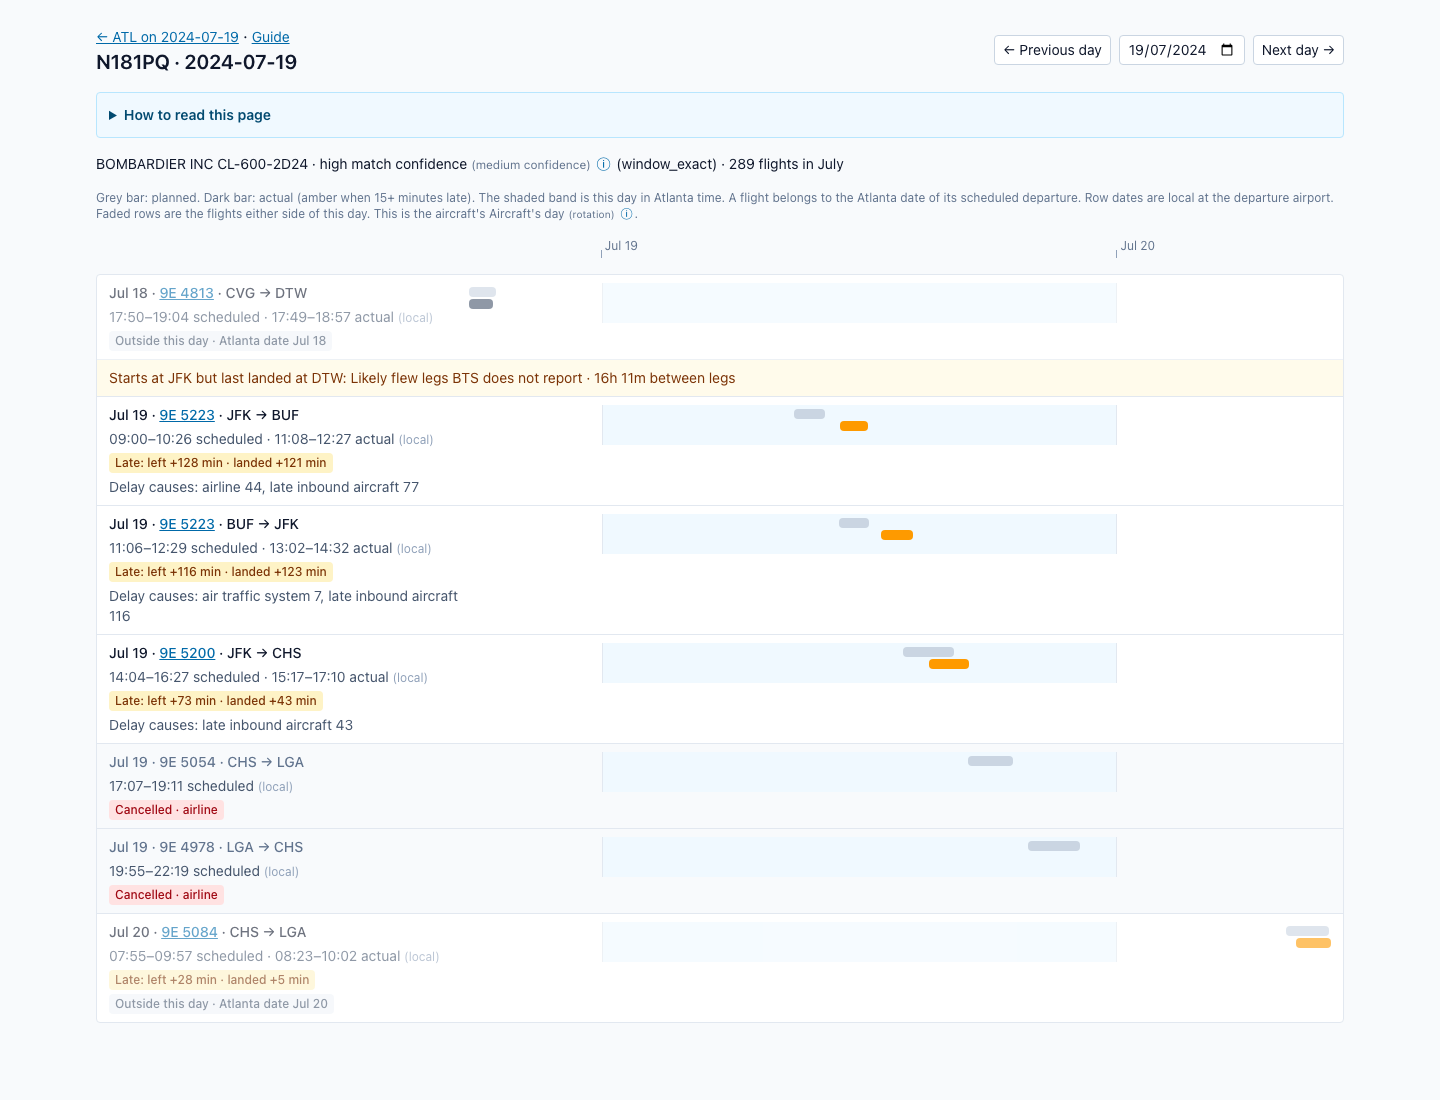 ← ATL on 2024-07-19 · Guide
N181PQ · 2024-07-19
← Previous day
19/07/2024
Next day →
▶ How to read this page
BOMBARDIER INC CL-600-2D24 · high match confidence (medium confidence) ⓘ (window_exact) · 289 flights in July
Grey bar: planned. Dark bar: actual (amber when 15+ minutes late). The shaded band is this day in Atlanta time. A flight belongs to the Atlanta date of its scheduled departure. Row dates are local at the departure airport.
Faded rows are the flights either side of this day. This is the aircraft's Aircraft's day (rotation) ⓘ.
Jul 19
Jul 20
Jul 18 · 9E 4813 · CVG → DTW
17:50–19:04 scheduled · 17:49–18:57 actual (local)
Outside this day · Atlanta date Jul 18
Starts at JFK but last landed at DTW: Likely flew legs BTS does not report · 16h 11m between legs
Jul 19 · 9E 5223 · JFK → BUF
09:00–10:26 scheduled · 11:08–12:27 actual (local)
Late: left +128 min · landed +121 min
Delay causes: airline 44, late inbound aircraft 77
Jul 19 · 9E 5223 · BUF → JFK
11:06–12:29 scheduled · 13:02–14:32 actual (local)
Late: left +116 min · landed +123 min
Delay causes: air traffic system 7, late inbound aircraft
116
Jul 19 · 9E 5200 · JFK → CHS
14:04–16:27 scheduled · 15:17–17:10 actual (local)
Late: left +73 min · landed +43 min
Delay causes: late inbound aircraft 43
Jul 19 · 9E 5054 · CHS → LGA
17:07–19:11 scheduled (local)
Cancelled · airline
Jul 19 · 9E 4978 · LGA → CHS
19:55–22:19 scheduled (local)
Cancelled · airline
Jul 20 · 9E 5084 · CHS → LGA
07:55–09:57 scheduled · 08:23–10:02 actual (local)
Late: left +28 min · landed +5 min
Outside this day · Atlanta date Jul 20